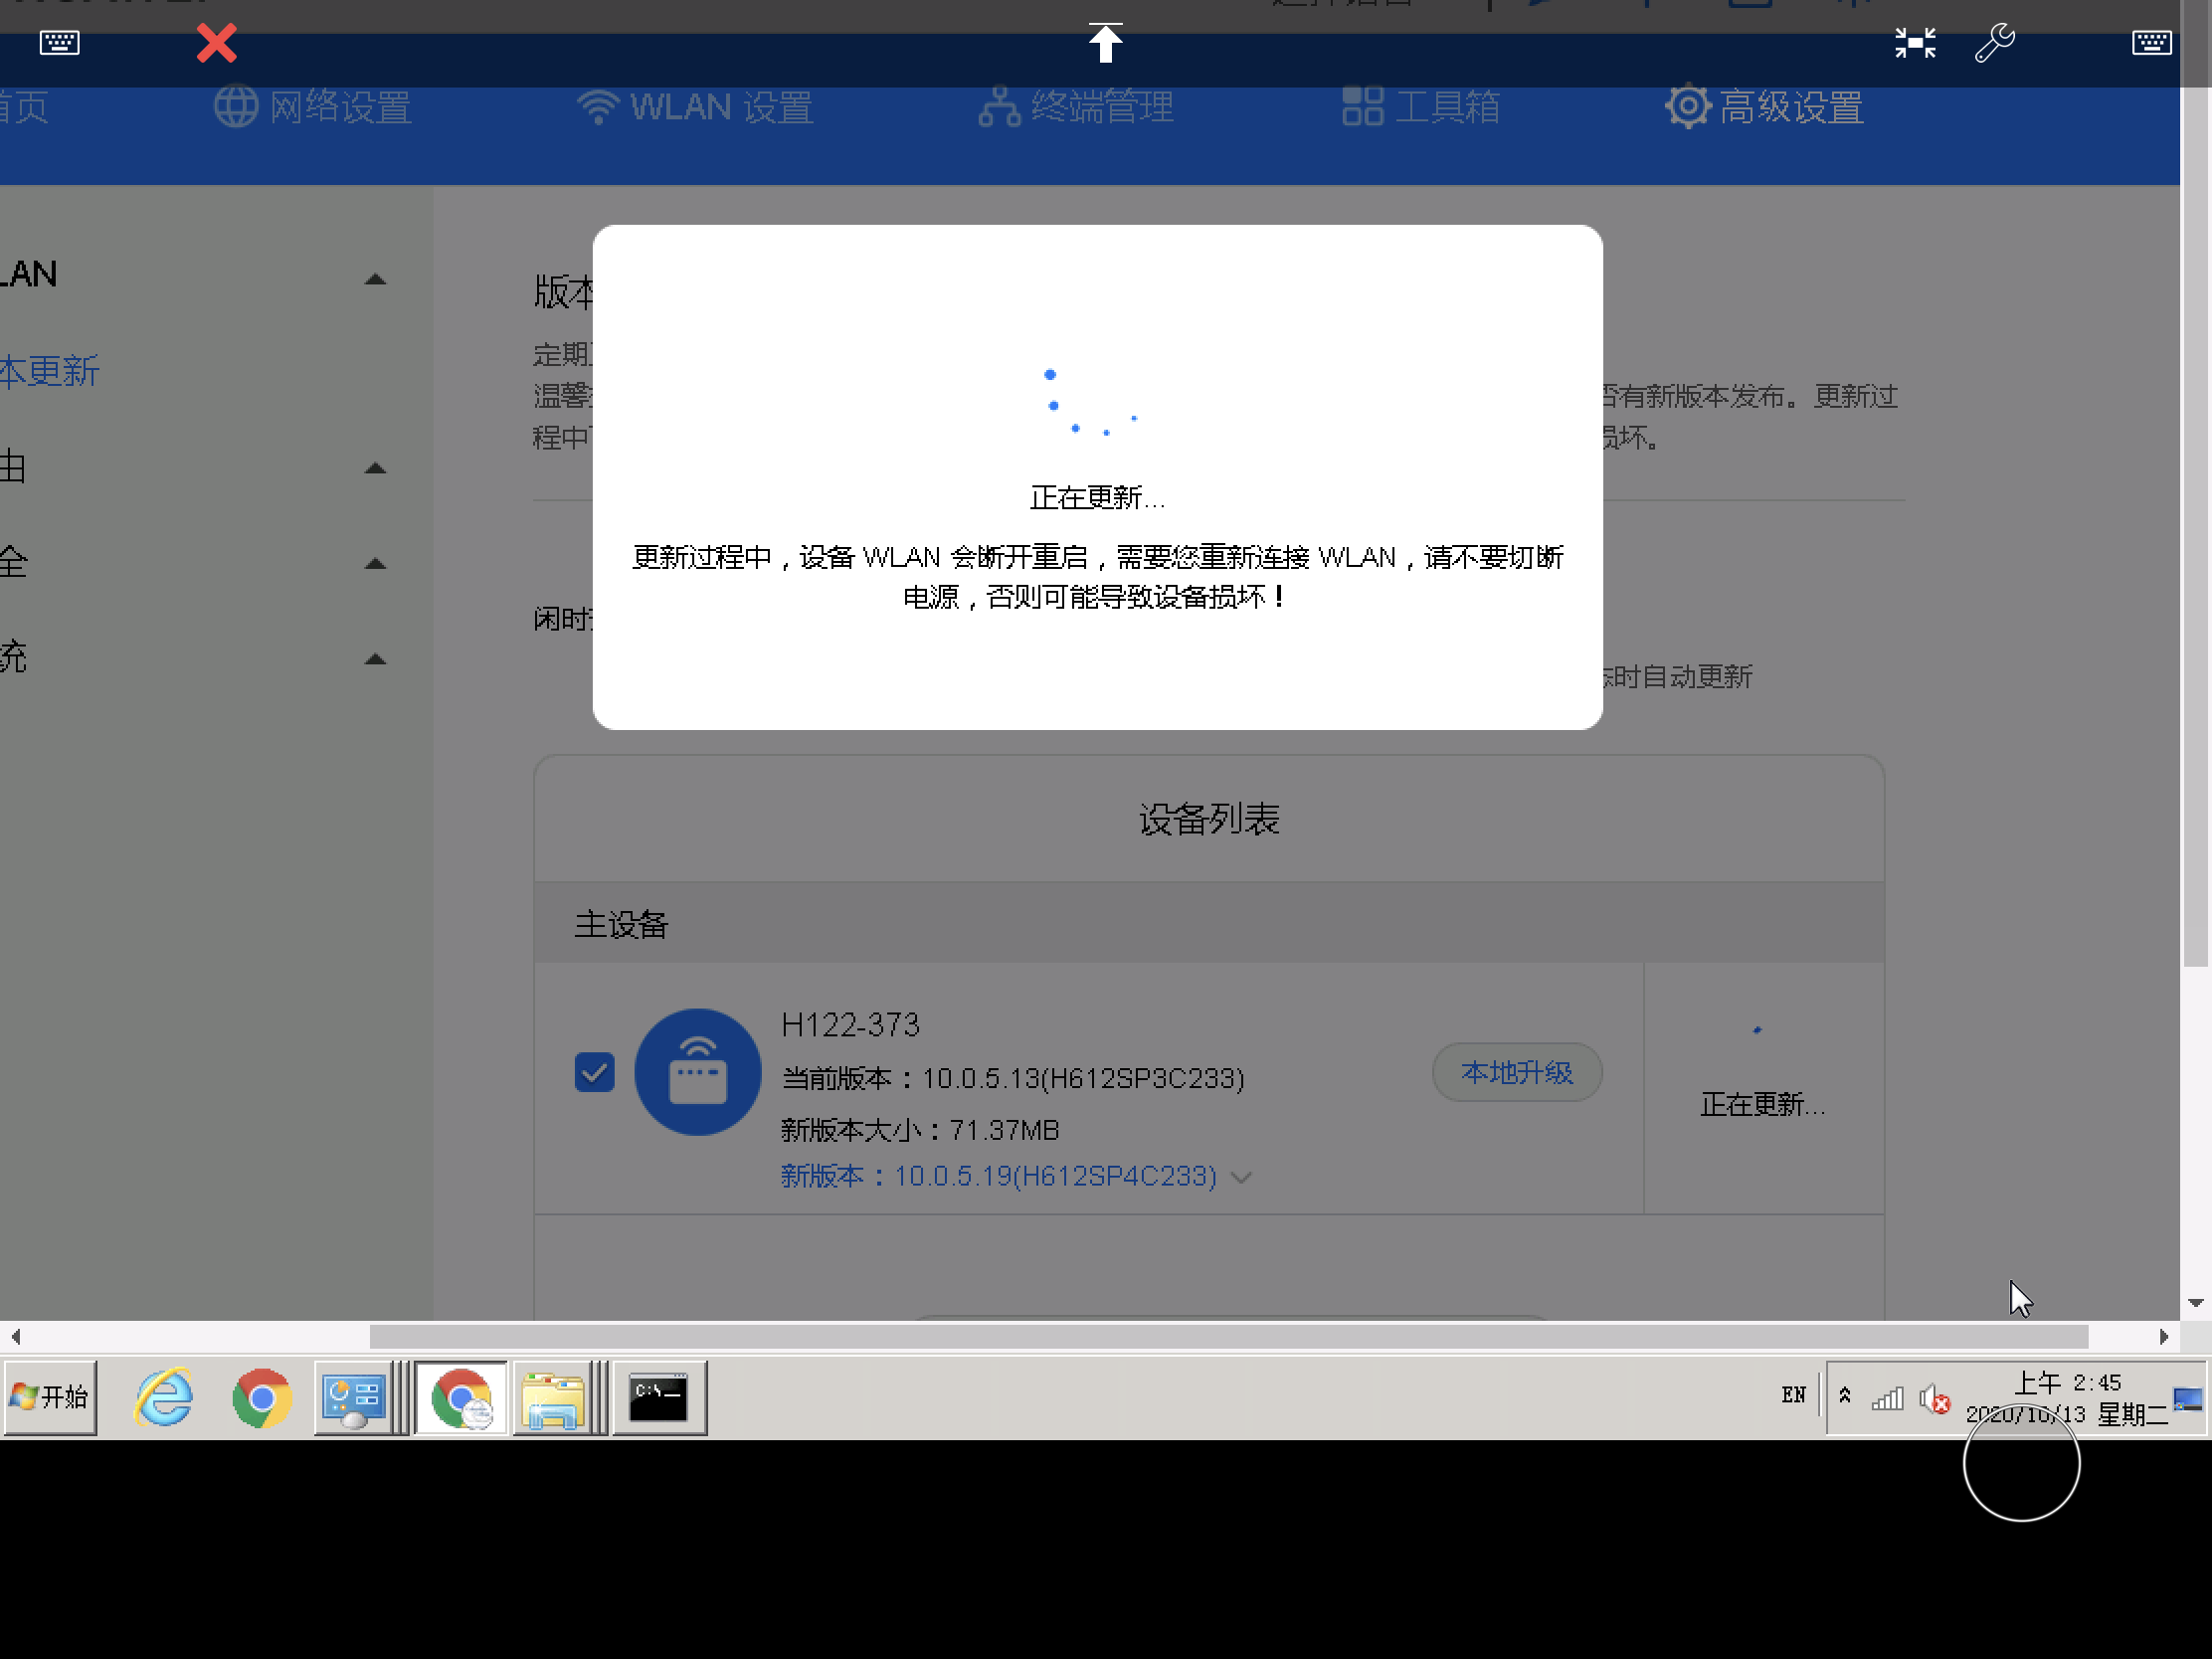 首页
网络设置
WLAN 设置
终端管理
工具箱
高级设置
LAN
本更新
由
全
统
版本
定期
温馨
否有新版本发布。更新过
程中
损坏。
正在更新...
更新过程中，设备 WLAN 会断开重启，需要您重新连接 WLAN，请不要切断
电源，否则可能导致设备损坏！
闲时
时自动更新
设备列表
主设备
H122-373
当前版本：10.0.5.13(H612SP3C233)
本地升级
新版本大小：71.37MB
正在更新...
新版本：10.0.5.19(H612SP4C233)
开始
C:\
EN
上午 2:45
2020/10/13 星期二